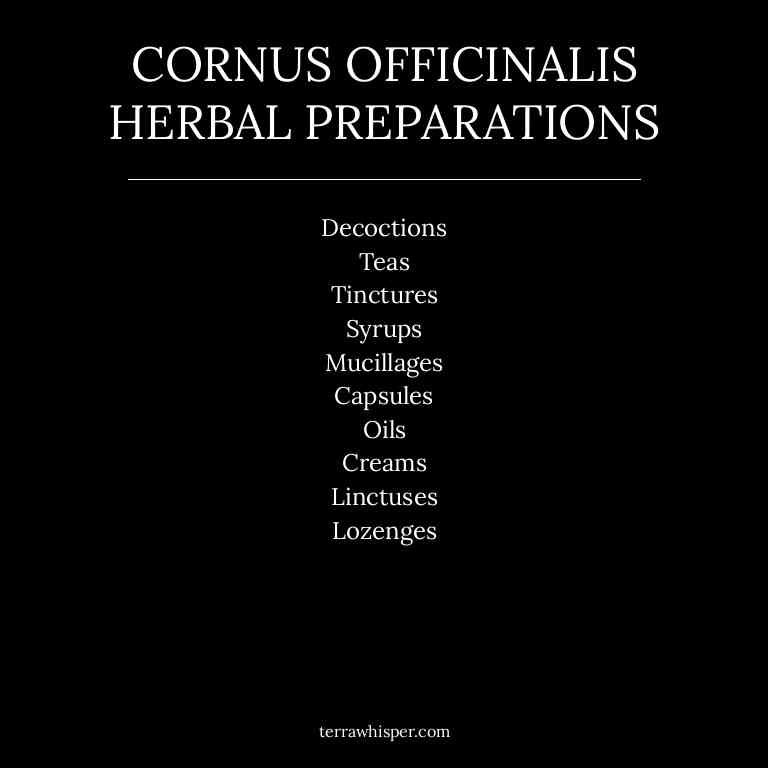 CORNUS OFFICINALIS
HERBAL PREPARATIONS
Decoctions
Teas
Tinctures
Syrups
Mucillages
Capsules
Oils
Creams
Linctuses
Lozenges
terrawhisper.com